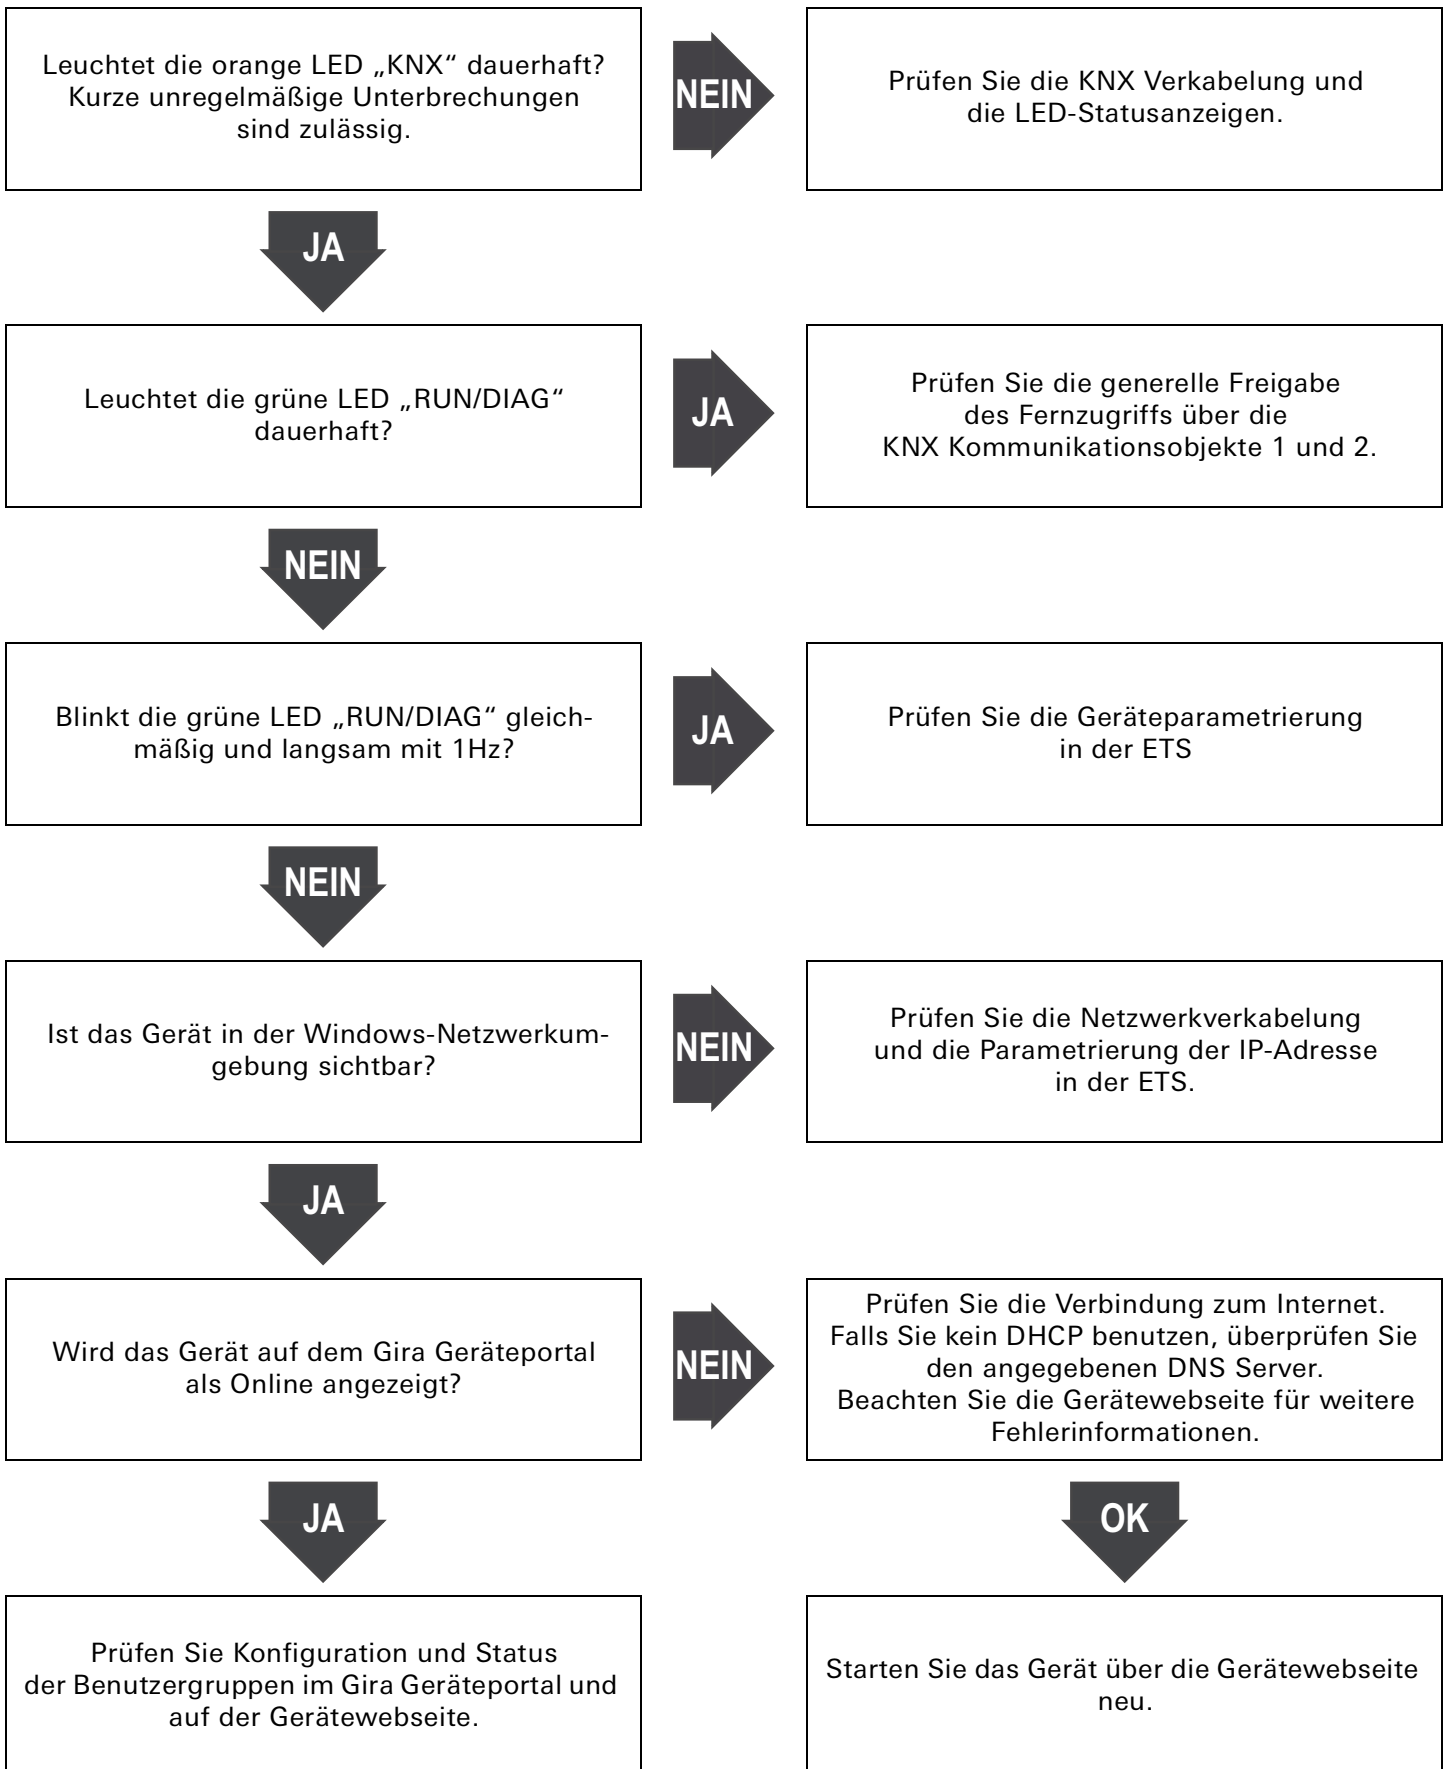 Leuchtet die orange LED „KNX“ dauerhaft?
Kurze unregelmäßige Unterbrechungen
sind zulässig.
NEIN
Prüfen Sie die KNX Verkabelung und
die LED-Statusanzeigen.
JA
Leuchtet die grüne LED „RUN/DIAG“
dauerhaft?
JA
Prüfen Sie die generelle Freigabe
des Fernzugriffs über die
KNX Kommunikationsobjekte 1 und 2.
NEIN
Blinkt die grüne LED „RUN/DIAG“ gleich-
mäßig und langsam mit 1Hz?
JA
Prüfen Sie die Geräteparametrierung
in der ETS
NEIN
Ist das Gerät in der Windows-Netzwerkum-
gebung sichtbar?
NEIN
Prüfen Sie die Netzwerkverkabelung
und die Parametrierung der IP-Adresse
in der ETS.
JA
Wird das Gerät auf dem Gira Geräteportal
als Online angezeigt?
NEIN
Prüfen Sie die Verbindung zum Internet.
Falls Sie kein DHCP benutzen, überprüfen Sie
den angegebenen DNS Server.
Beachten Sie die Gerätewebseite für weitere
Fehlerinformationen.
JA
OK
Prüfen Sie Konfiguration und Status
der Benutzergruppen im Gira Geräteportal und
auf der Gerätewebseite.
Starten Sie das Gerät über die Gerätewebseite
neu.